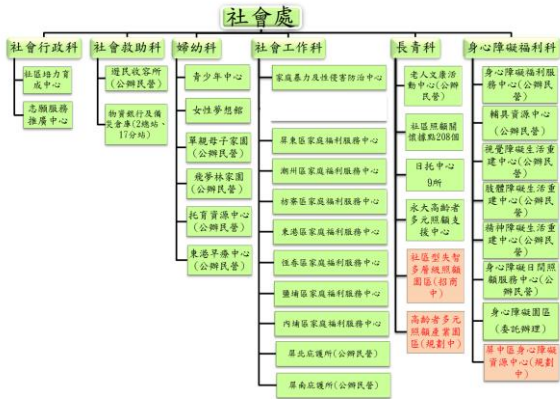 社會處
社會行政科
社區培力育
成中心
志願服務
推廣中心
社會救助科
遊民收容所
(公辦民營)
物資銀行及備
災倉庫(2總站、
17分站)
婦幼科
青少年中心
女性夢想館
單親母子家園
(公辦民營)
飛夢林家園
(公辦民營)
托育資源中心
(公辦民營)
東港早療中心
(公辦民營)
社會工作科
家庭暴力及性侵害防治中心
屏東區家庭福利服務中心
潮州區家庭福利服務中心
枋寮區家庭福利服務中心
東港區家庭福利服務中心
恆春區家庭福利服務中心
鹽埔區家庭福利服務中心
內埔區家庭福利服務中心
屏北庇護所(公辦民營)
屏南庇護所(公辦民營)
長青科
老人文康活
動中心(公辦
民營)
社區照顧關
懷據點208個
日托中心
9所
永大高齡者
多元照顧支
援中心
社區型失智
多層級照顧
園區(招商
中)
高齡者多元
照顧產業園
區(規劃中)
身心障礙福利科
身心障礙福利服
務中心(公辦民
營)
輔具資源中心
(公辦民營)
視覺障礙生活重
建中心(公辦民
營)
肢體障礙生活重
建中心(公辦民
營)
精神障礙生活重
建中心(公辦民
營)
身心障礙日間照
顧服務中心(公
辦民營)
身心障礙園區
(委託辦理)
屏中區身心障礙
資源中心(規劃
中)